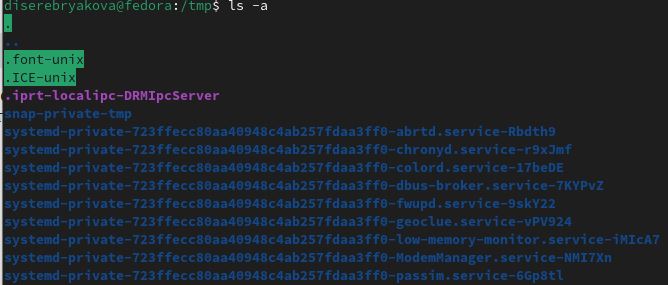 diserebryakova@fedora:/tmp$ ls -a
.
..
.font-unix
.ICE-unix
.iprt-localipc-DRMIpcServer
snap-private-tmp
systemd-private-723ffecc80aa40948c4ab257fdaa3ff0-abrtd.service-Rbdth9
systemd-private-723ffecc80aa40948c4ab257fdaa3ff0-chronyd.service-r9xJmf
systemd-private-723ffecc80aa40948c4ab257fdaa3ff0-colord.service-17beDE
systemd-private-723ffecc80aa40948c4ab257fdaa3ff0-dbus-broker.service-7KYPvZ
systemd-private-723ffecc80aa40948c4ab257fdaa3ff0-fwupd.service-9skY22
systemd-private-723ffecc80aa40948c4ab257fdaa3ff0-geoclue.service-vPV924
systemd-private-723ffecc80aa40948c4ab257fdaa3ff0-low-memory-monitor.service-iMIcA7
systemd-private-723ffecc80aa40948c4ab257fdaa3ff0-ModemManager.service-NMI7Xn
systemd-private-723ffecc80aa40948c4ab257fdaa3ff0-passim.service-6Gp8tl